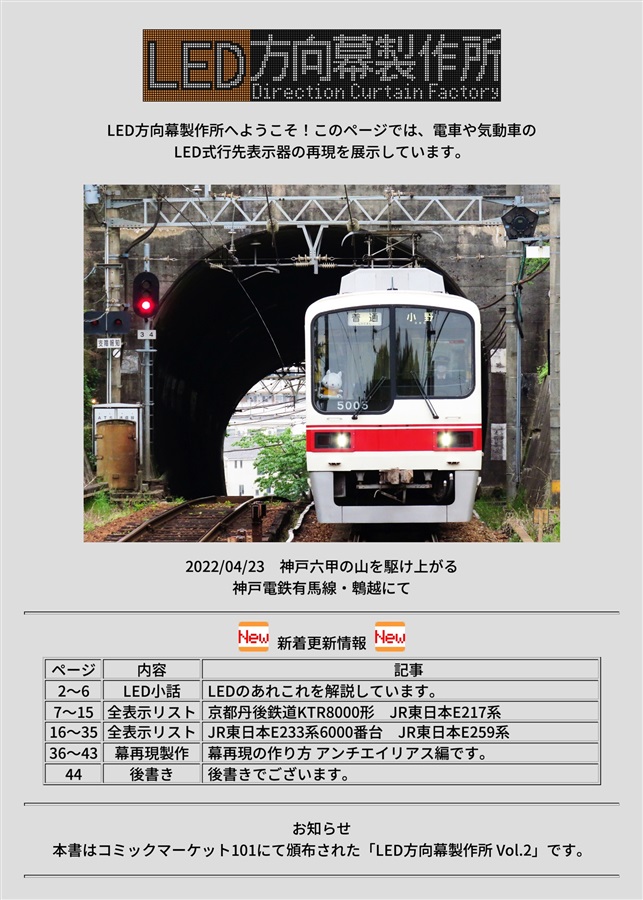 LED方向幕製作所
Direction Curtain Factory
LED方向幕製作所へようこそ！このページでは、電車や気動車の
LED式行先表示器の再現を展示しています。
普通 小野
5005
34
2022/04/23　神戸六甲の山を駆け上がる
神戸電鉄有馬線・鵯越にて
New 新着更新情報 New
ページ 内容 記事
2～6 LED小話 LEDのあれこれを解説しています。
7～15 全表示リスト 京都丹後鉄道KTR8000形　JR東日本E217系
16～35 全表示リスト JR東日本E233系6000番台　JR東日本E259系
36～43 幕再現製作 幕再現の作り方 アンチエイリアス編です。
44 後書き 後書きでございます。
お知らせ
本書はコミックマーケット101にて頒布された「LED方向幕製作所 Vol.2」です。